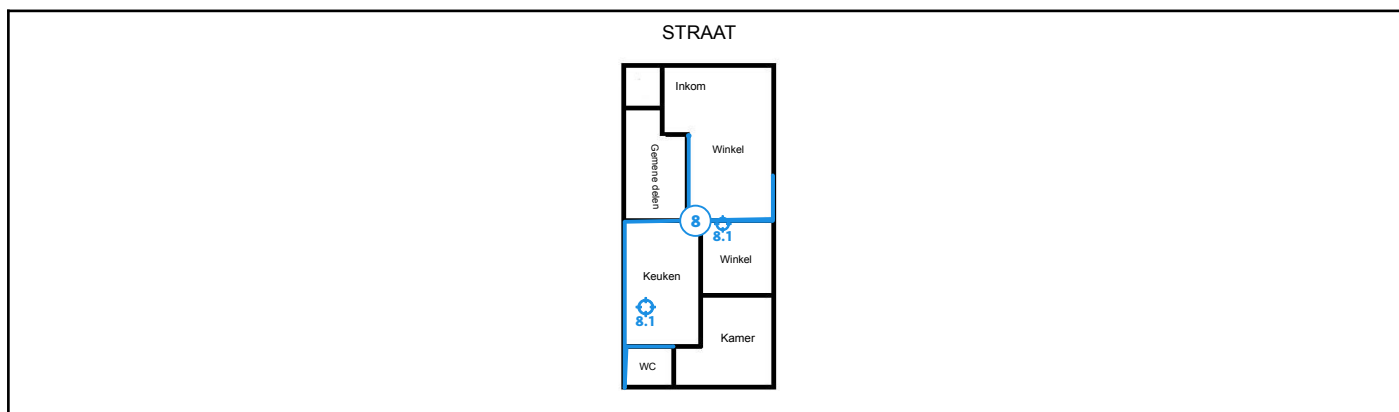 STRAAT
Inkom
Winkel
Gemene delen
8
8.1
Winkel
Keuken
8.1
Kamer
WC